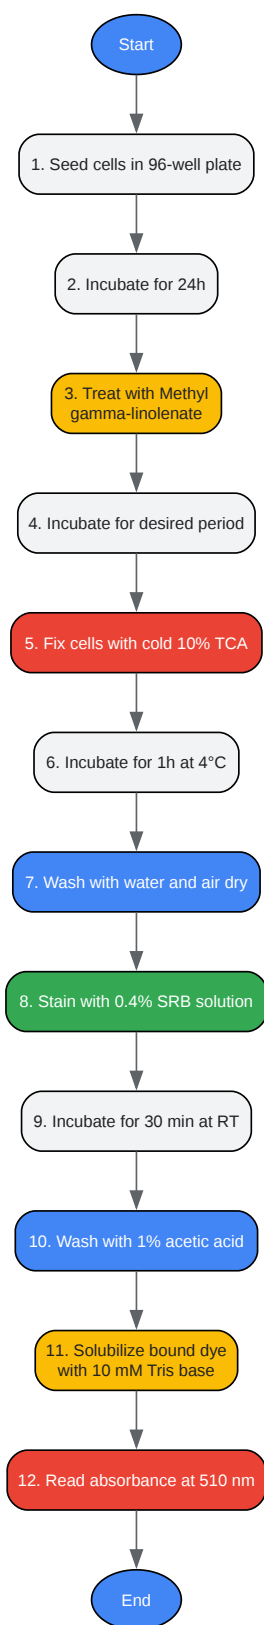 Start
1. Seed cells in 96-well plate
2. Incubate for 24h
3. Treat with Methyl
gamma-linolenate
4. Incubate for desired period
5. Fix cells with cold 10% TCA
6. Incubate for 1h at 4°C
7. Wash with water and air dry
8. Stain with 0.4% SRB solution
9. Incubate for 30 min at RT
10. Wash with 1% acetic acid
11. Solubilize bound dye
with 10 mM Tris base
12. Read absorbance at 510 nm
End